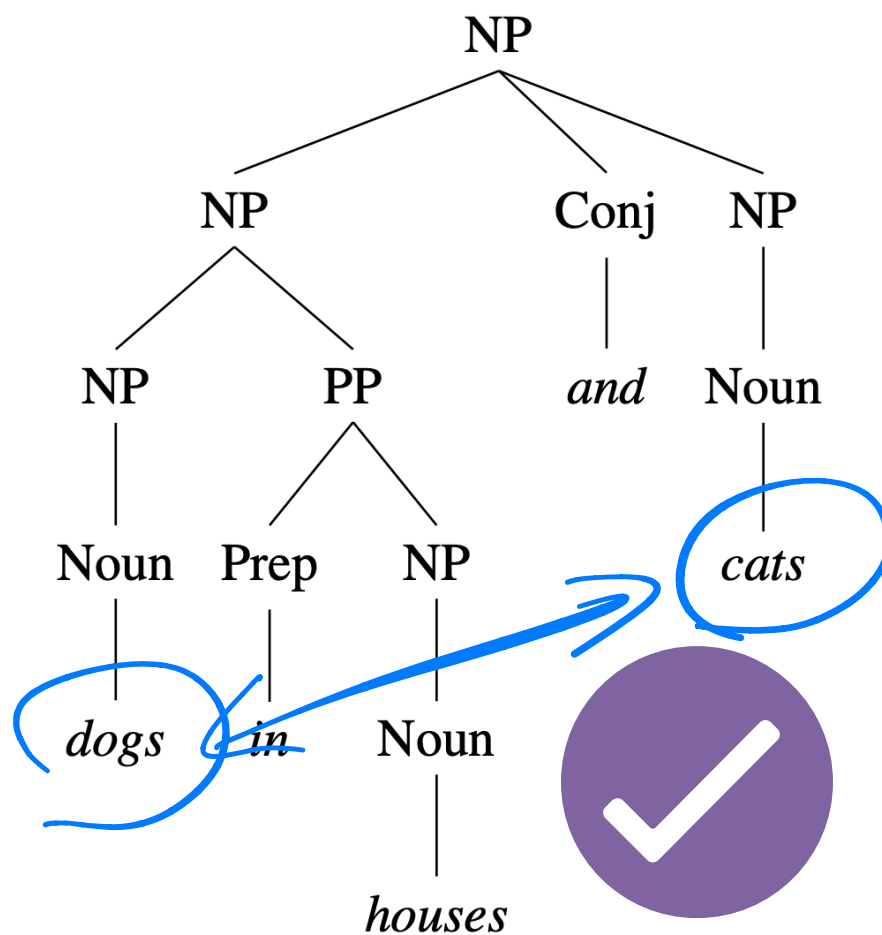 NP
NP Conj NP
NP PP and Noun
Noun Prep NP cats
dogs in Noun
houses